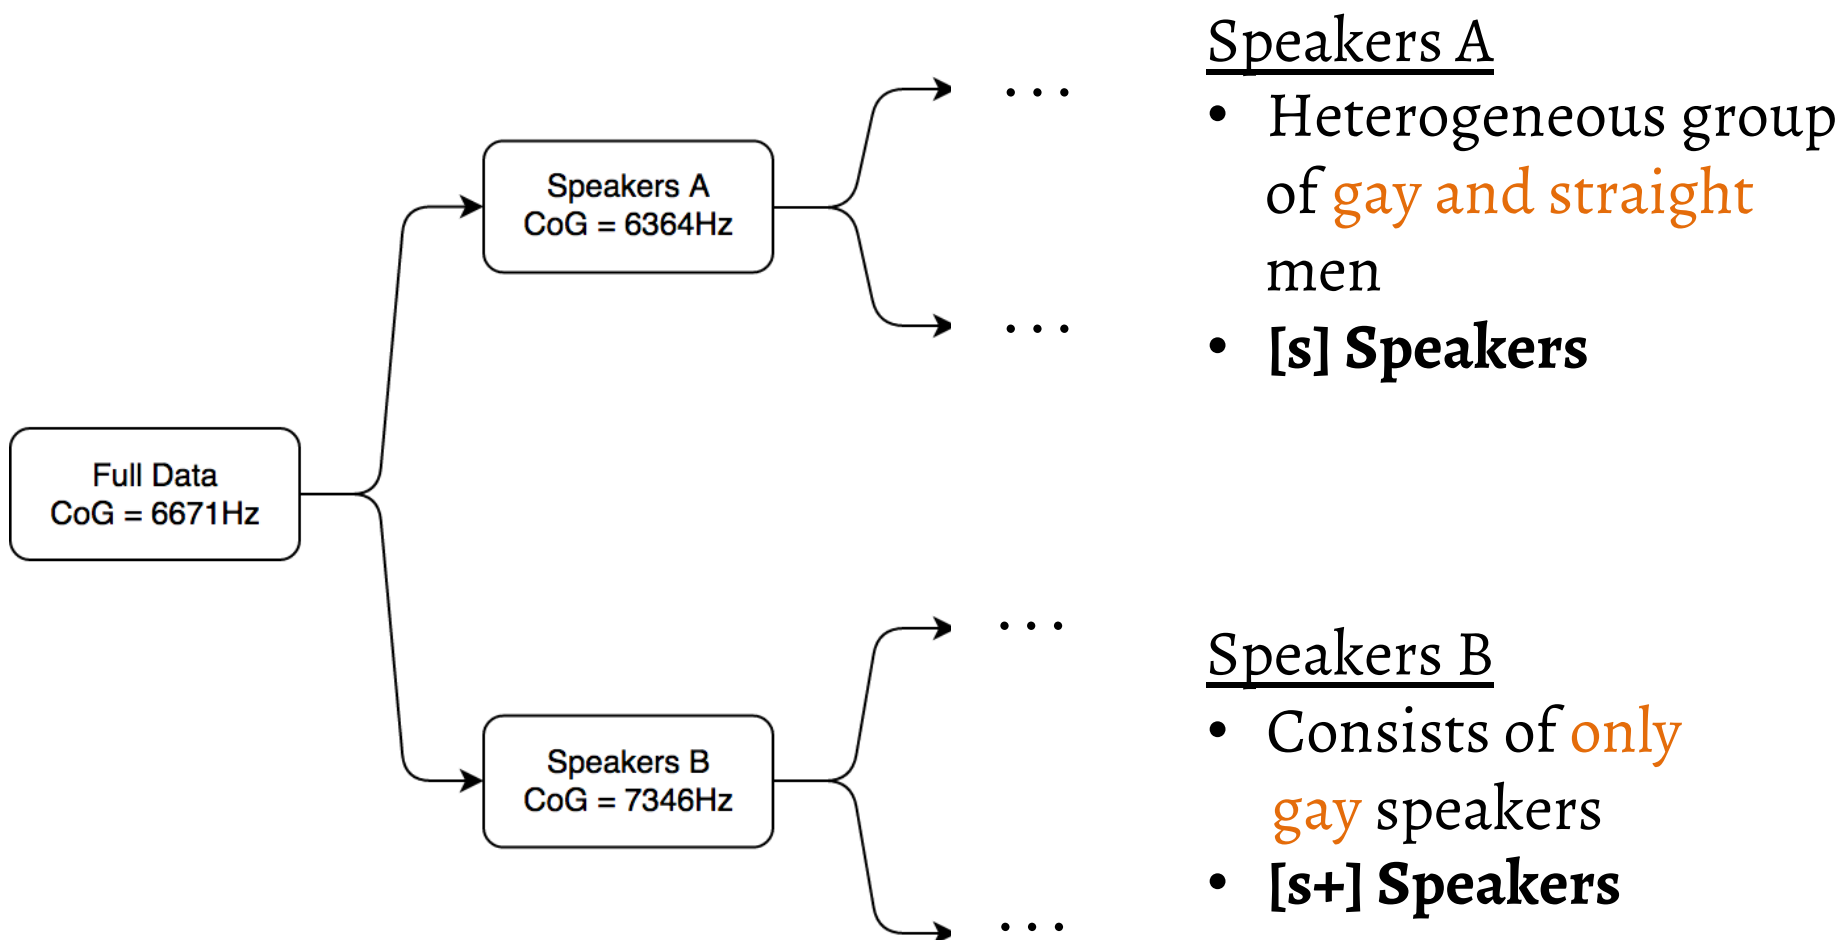 Full Data
CoG = 6671Hz
Speakers A
CoG = 6364Hz
...
...
Speakers B
CoG = 7346Hz
...
...
Speakers A
• Heterogeneous group
of gay and straight
men
• [s] Speakers
Speakers B
• Consists of only
gay speakers
• [s+] Speakers